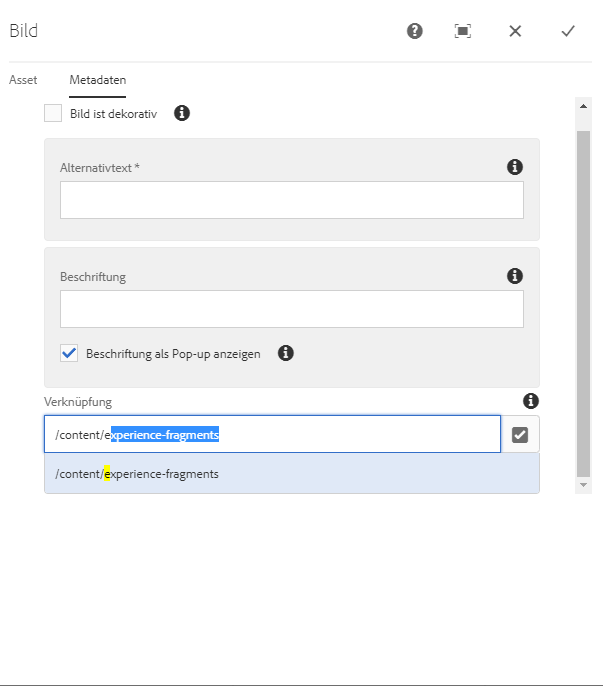 Bild
Asset Metadaten
Bild ist dekorativ
Alternativtext *
Beschriftung
Beschriftung als Pop-up anzeigen
Verknüpfung
/content/experience-fragments
/content/experience-fragments